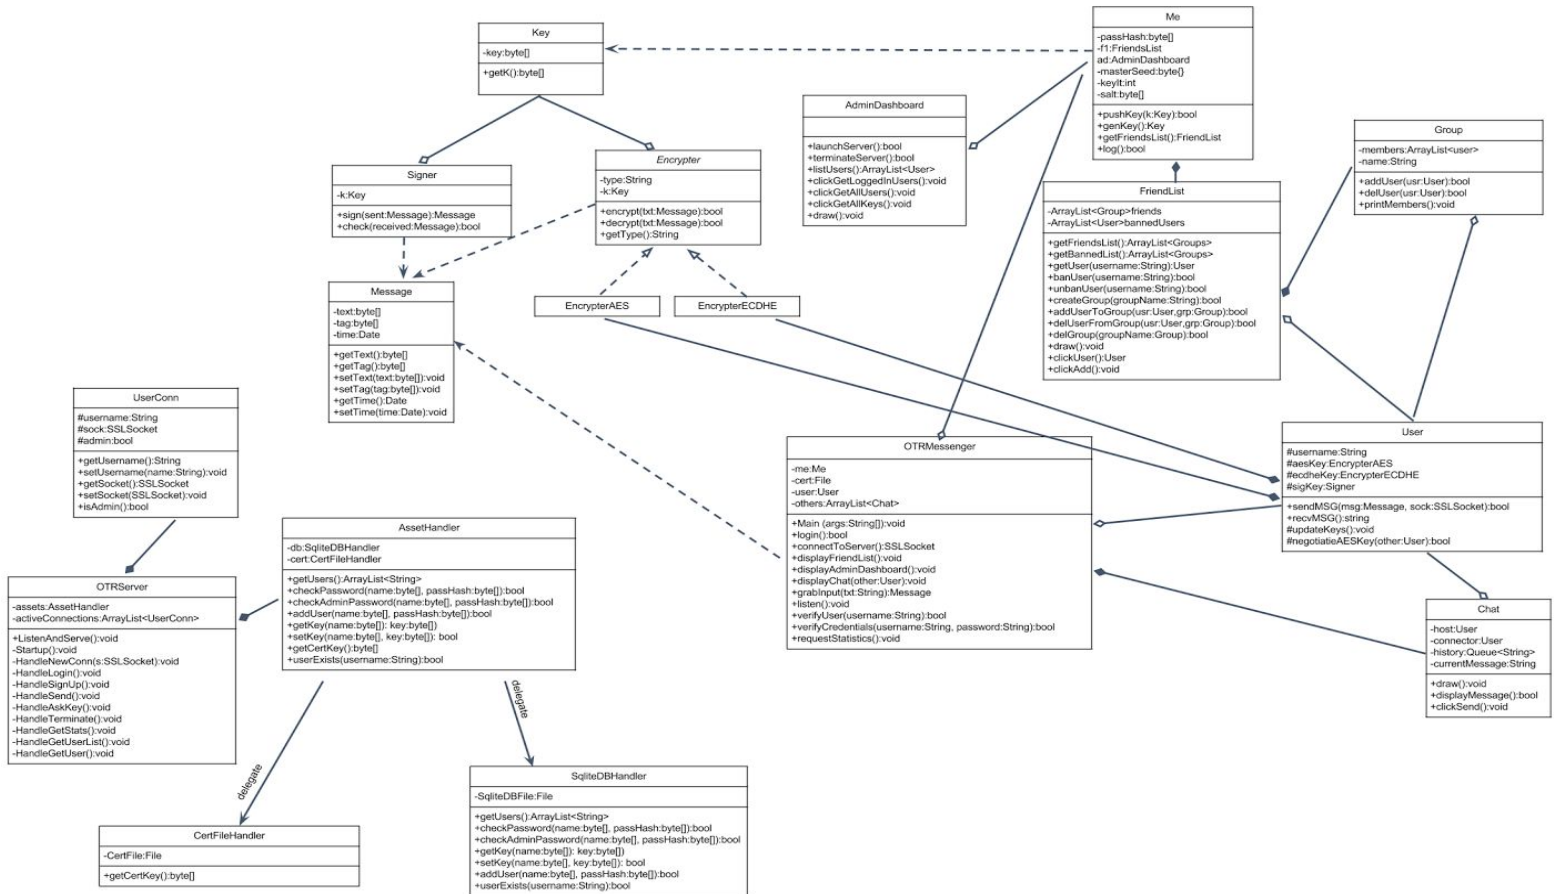 Key
-key:byte[]
+getK():byte[]
Me
-passHash:byte[]
-f1:FriendsList
ad:AdminDashboard
-masterSeed:byte{}
-keyIt:int
-salt:byte[]
+pushKey(k:Key):bool
+genKey():Key
+getFriendsList():FriendList
+log():bool
AdminDashboard
+launchServer():bool
+terminateServer():bool
+listUsers():ArrayList<User>
+clickGetLoggedInUsers():void
+clickGetAllUsers():void
+clickGetAllKeys():void
+draw():void
Group
-members:ArrayList<user>
-name:String
+addUser(usr:User):bool
+delUser(usr:User):bool
+printMembers():void
Signer
-k:Key
+sign(sent:Message):Message
+check(received:Message):bool
Encrypter
-type:String
-k:Key
+encrypt(txt:Message):bool
+decrypt(txt:Message):bool
+getType():String
FriendList
-ArrayList<Group>friends
-ArrayList<User>bannedUsers
+getFriendsList():ArrayList<Groups>
+getBannedList():ArrayList<Groups>
+getUser(username:String):User
+banUser(username:String):bool
+unbanUser(username:String):bool
+createGroup(groupName:String):bool
+addUserToGroup(usr:User,grp:Group):bool
+delUserFromGroup(usr:User,grp:Group):bool
+delGroup(groupName:Group):bool
+draw():void
+clickUser():User
+clickAdd():void
Message
-text:byte[]
-tag:byte[]
-time:Date
+getText():byte[]
+getTag():byte[]
+setText(text:byte[]):void
+setTag(tag:byte[]):void
+getTime():Date
+setTime(time:Date):void
EncrypterAES
EncrypterECDHE
UserConn
#username:String
#sock:SSLSocket
#admin:bool
+getUsername():String
+setUsername(name:String):void
+getSocket():SSLSocket
+setSocket(SSLSocket):void
+isAdmin():bool
OTRMessenger
-me:Me
-cert:File
-user:User
-others:ArrayList<Chat>
+Main (args:String[]):void
+login():bool
+connectToServer():SSLSocket
+displayFriendList():void
+displayAdminDashboard():void
+displayChat(other:User):void
+grabInput(txt:String):Message
+listen():void
+verifyUser(username:String):bool
+verifyCredentials(username:String, password:String):bool
+requestStatistics():void
User
#username:String
#aesKey:EncrypterAES
#ecdheKey:EncrypterECDHE
#sigKey:Signer
+sendMSG(msg:Message, sock:SSLSocket):bool
+recvMSG():string
#updateKeys():void
#negotiatieAESKey(other:User):bool
AssetHandler
-db:SqliteDBHandler
-cert:CertFileHandler
+getUsers():ArrayList<String>
+checkPassword(name:byte[], passHash:byte[]):bool
+checkAdminPassword(name:byte[], passHash:byte[]):bool
+addUser(name:byte[], passHash:byte[]):bool
+getKey(name:byte[]): key:byte[])
+setKey(name:byte[], key:byte[]): bool
+getCertKey():byte[]
+userExists(username:String):bool
OTRServer
-assets:AssetHandler
-activeConnections:ArrayList<UserConn>
+ListenAndServe():void
-Startup():void
-HandleNewConn(s:SSLSocket):void
-HandleLogin():void
-HandleSignUp():void
-HandleSend():void
-HandleAskKey():void
-HandleTerminate():void
-HandleGetStats():void
-HandleGetUserList():void
-HandleGetUser():void
Chat
-host:User
-connector:User
-history:Queue<String>
-currentMessage:String
+draw():void
+displayMessage():bool
+clickSend():void
delegate
delegate
CertFileHandler
-CertFile:File
+getCertKey():byte[]
SqliteDBHandler
-SqliteDBFile:File
+getUsers():ArrayList<String>
+checkPassword(name:byte[], passHash:byte[]):bool
+checkAdminPassword(name:byte[], passHash:byte[]):bool
+getKey(name:byte[]): key:byte[])
+setKey(name:byte[], key:byte[]): bool
+addUser(name:byte[], passHash:byte[]):bool
+userExists(username:String):bool